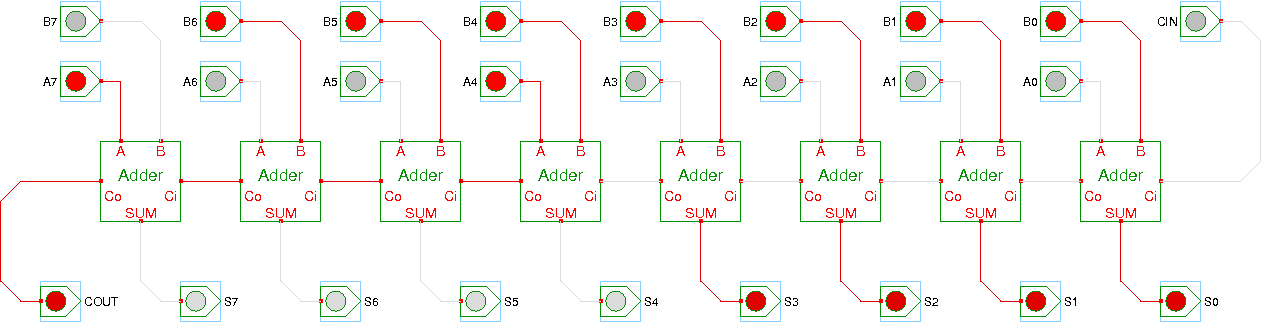 B7 B6 B5 B4 B3 B2 B1 B0 CIN
A7 A6 A5 A4 A3 A2 A1 A0
A B A B A B A B A B A B A B A B
Adder Adder Adder Adder Adder Adder Adder Adder
Co Ci Co Ci Co Ci Co Ci Co Ci Co Ci Co Ci Co Ci
SUM SUM SUM SUM SUM SUM SUM SUM
COUT S7 S6 S5 S4 S3 S2 S1 S0